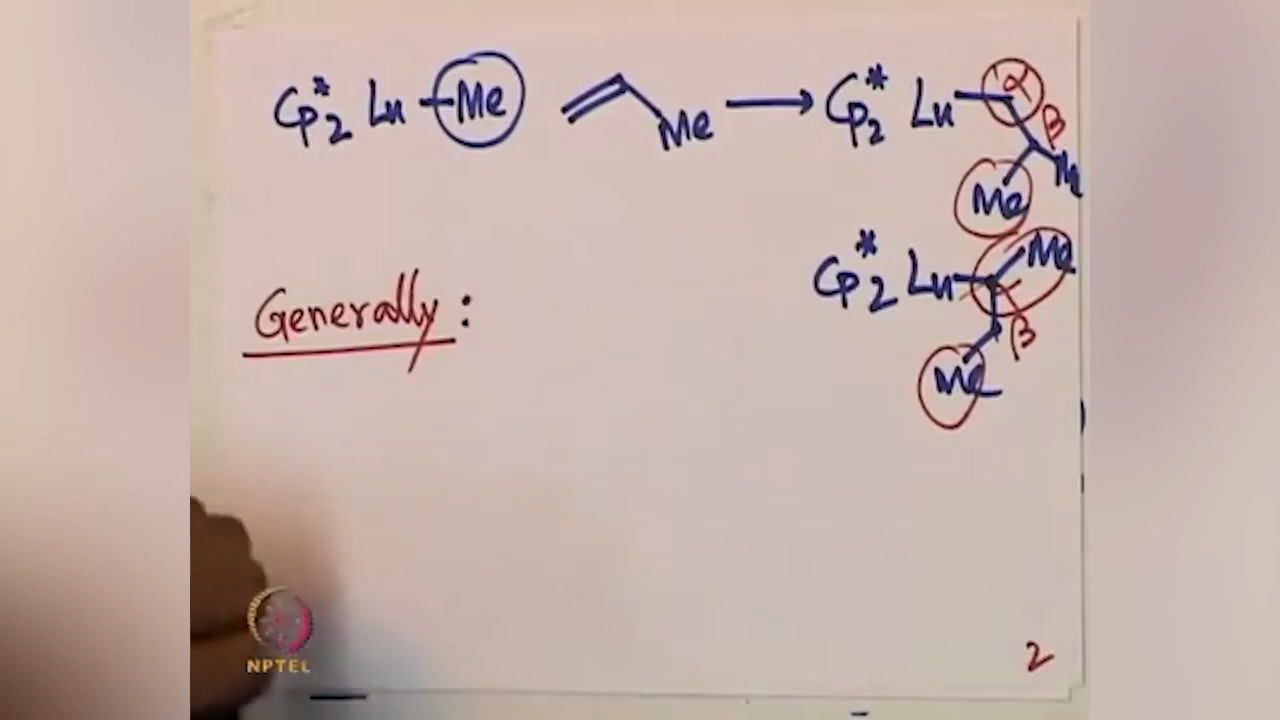 Cp*2 Lu-Me Me → Cp*2 Lu α
β
Me Me
Cp*2 Lu Me
β
Me
Generally:
2
NPTEL